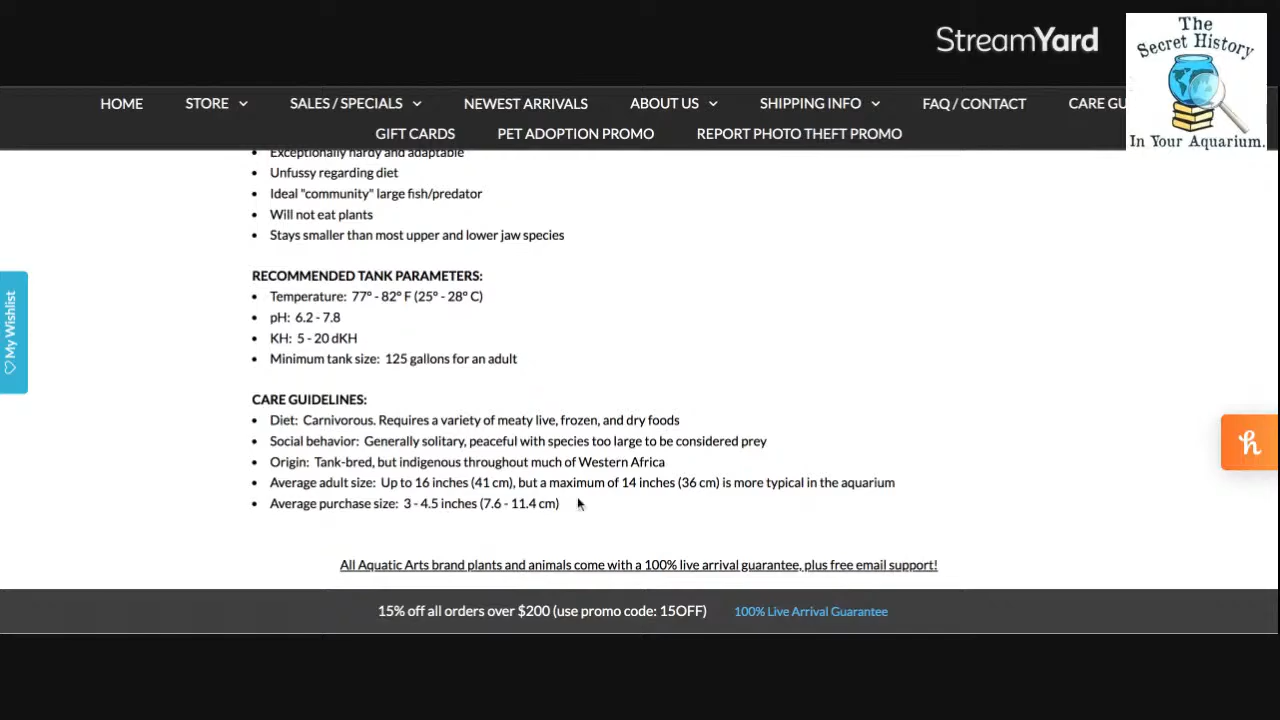 StreamYard
The
Secret History
In Your Aquarium.
HOME STORE SALES / SPECIALS NEWEST ARRIVALS ABOUT US SHIPPING INFO FAQ / CONTACT CARE GU
GIFT CARDS PET ADOPTION PROMO REPORT PHOTO THEFT PROMO
• Exceptionally hardy and adaptable
• Unfussy regarding diet
• Ideal "community" large fish/predator
• Will not eat plants
• Stays smaller than most upper and lower jaw species
RECOMMENDED TANK PARAMETERS:
• Temperature: 77° - 82° F (25° - 28° C)
• pH: 6.2 - 7.8
• KH: 5 - 20 dKH
• Minimum tank size: 125 gallons for an adult
CARE GUIDELINES:
• Diet: Carnivorous. Requires a variety of meaty live, frozen, and dry foods
• Social behavior: Generally solitary, peaceful with species too large to be considered prey
• Origin: Tank-bred, but indigenous throughout much of Western Africa
• Average adult size: Up to 16 inches (41 cm), but a maximum of 14 inches (36 cm) is more typical in the aquarium
• Average purchase size: 3 - 4.5 inches (7.6 - 11.4 cm)
All Aquatic Arts brand plants and animals come with a 100% live arrival guarantee, plus free email support!
15% off all orders over $200 (use promo code: 15OFF) 100% Live Arrival Guarantee
My Wishlist
h